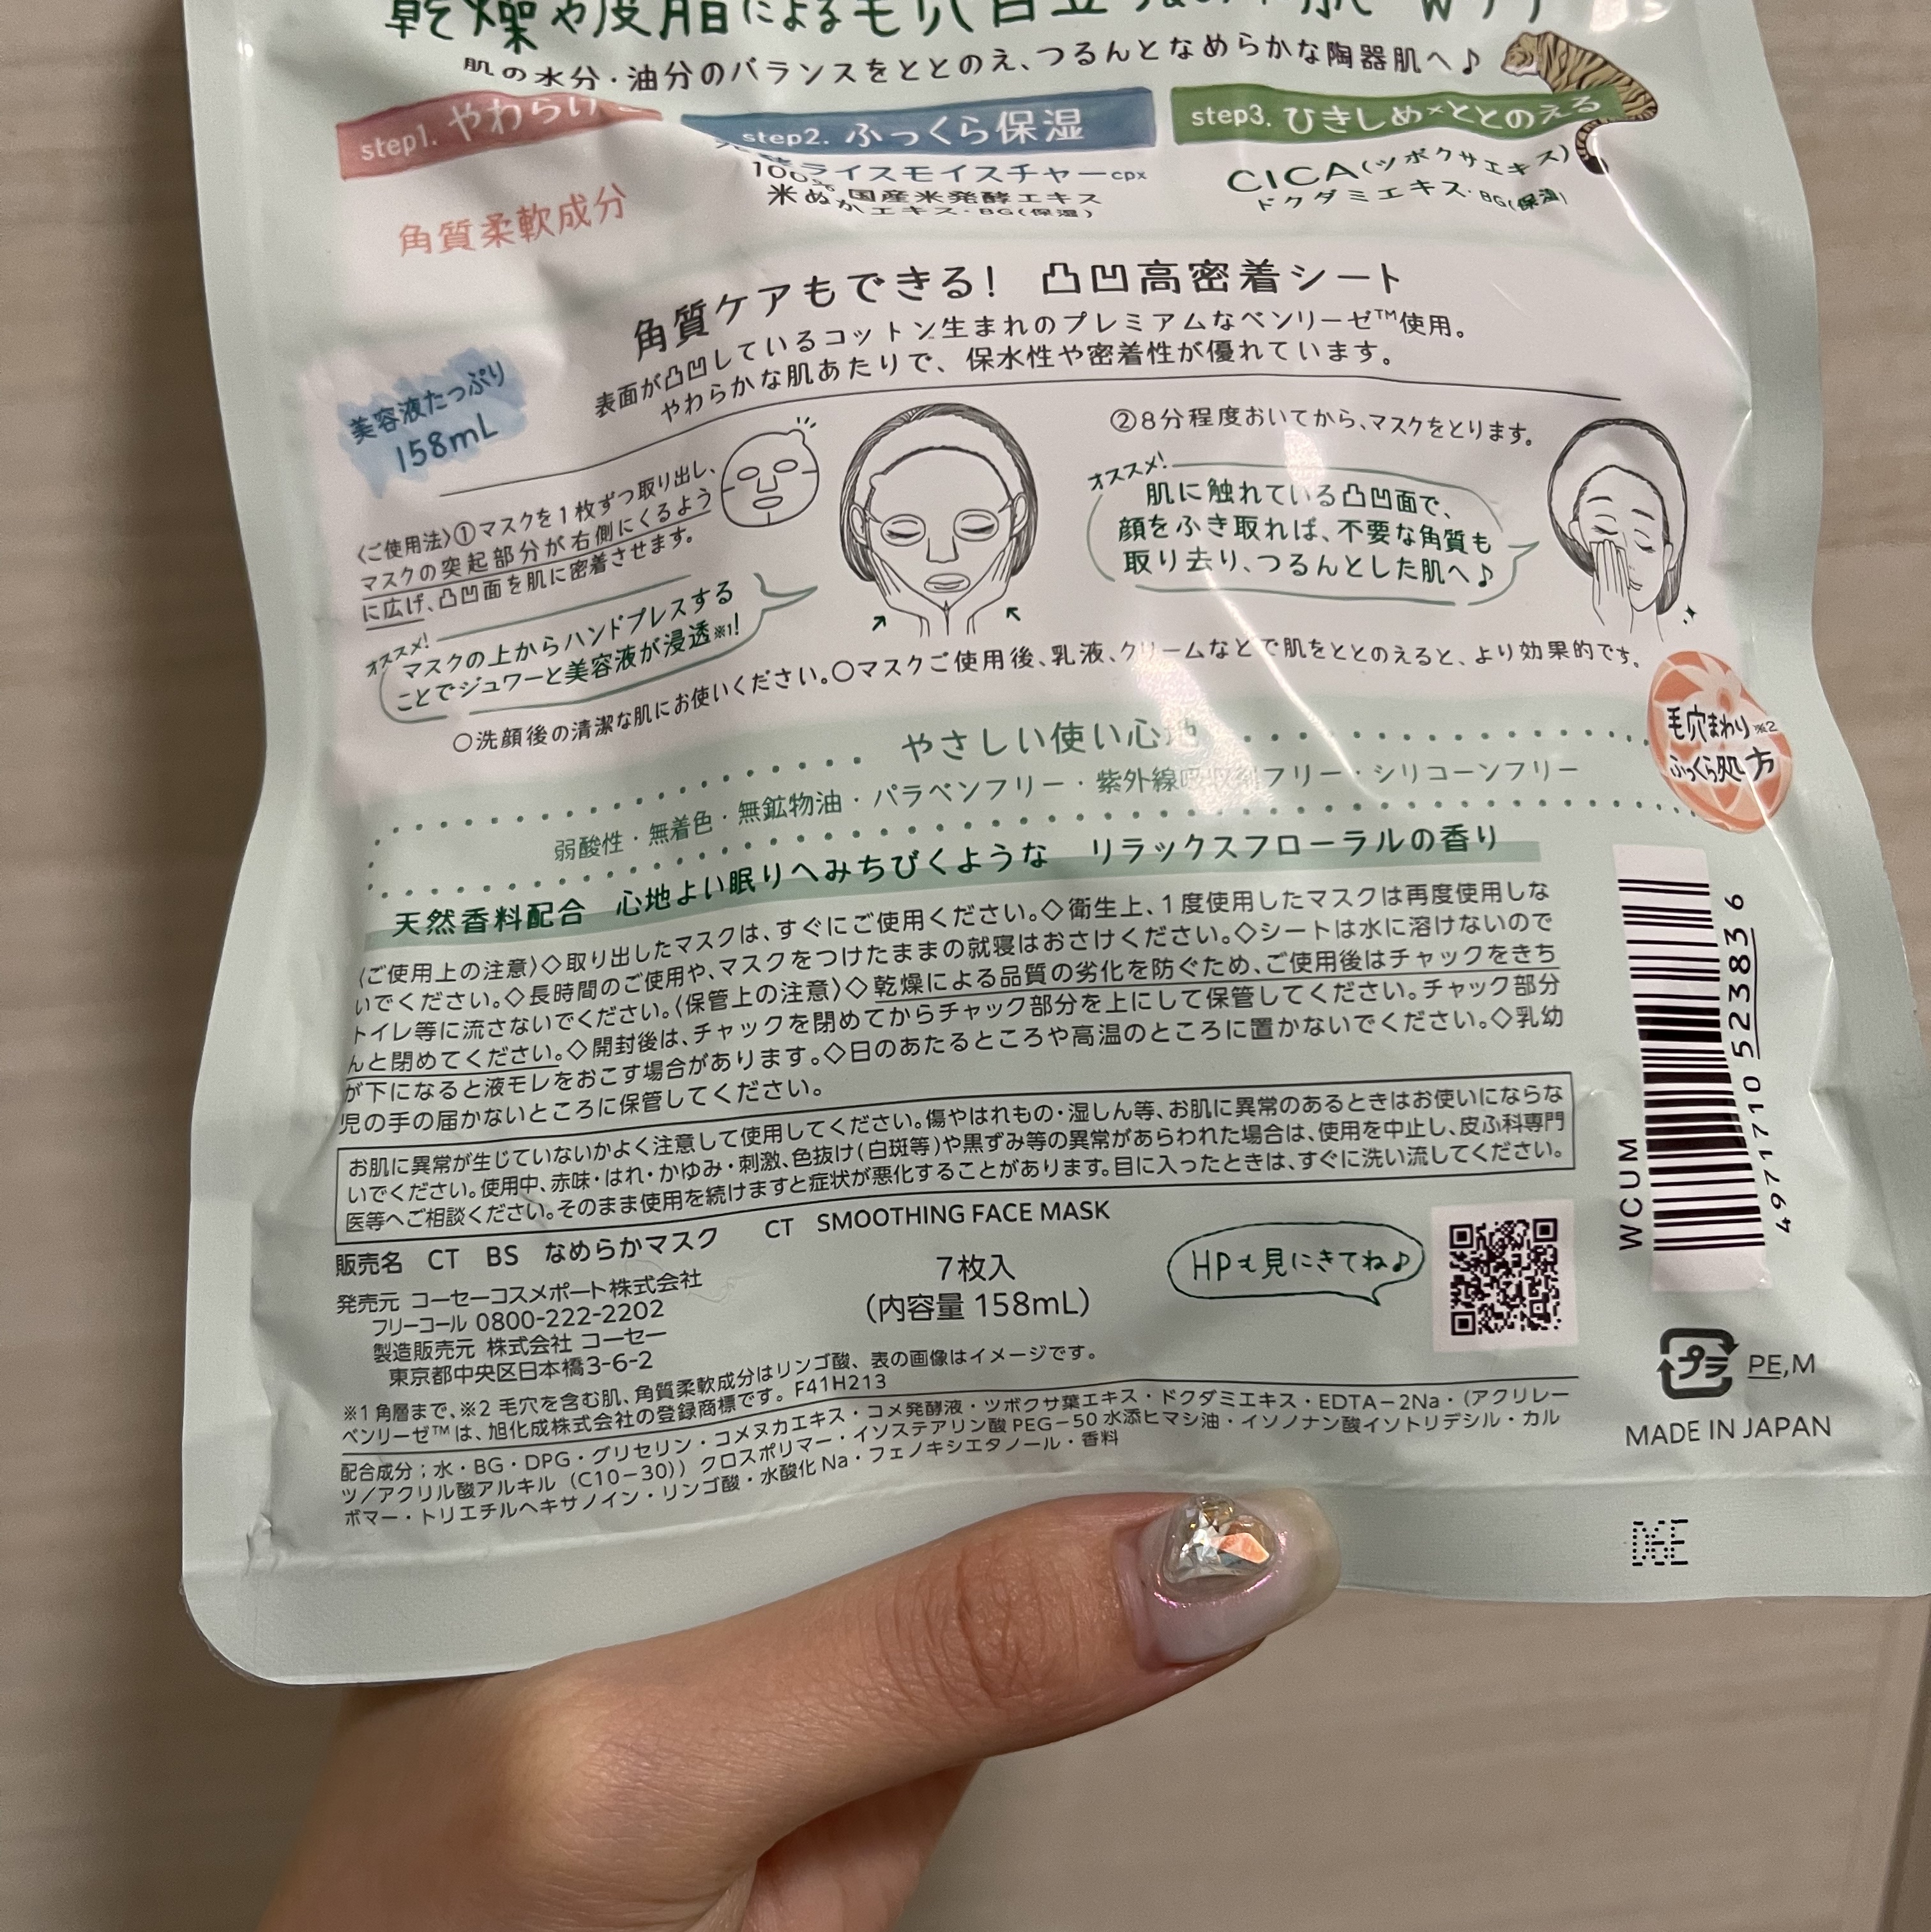 乾燥や皮脂による毛穴目立ち
肌の水分・油分のバランスをととのえ、つるんとなめらかな陶器肌へ♪
step1. やわらげ
角質柔軟成分
step2. ふっくら保湿
100% ライスモイスチャーcpx
国産米発酵エキス
米ぬかエキス・BG(保湿)
step3. ひきしめ×ととのえる
CICA(ツボクサエキス)
ドクダミエキス・BG(保湿)
角質ケアもできる! 凸凹高密着シート
表面が凸凹しているコットン生まれのプレミアムなベンリーゼ™使用。
やわらかな肌あたりで、保水性や密着性が優れています。
美容液たっぷり
158mL
〈ご使用法〉①マスクを1枚ずつ取り出し、
マスクの突起部分が右側にくるよう
に広げ、凸凹面を肌に密着させます。
オススメ!
マスクの上からハンドプレスする
ことでジュワーと美容液が浸透※1!
②8分程度おいてから、マスクをとります。
オススメ!
肌に触れている凸凹面で、
顔をふき取れば、不要な角質も
取り去り、つるんとした肌へ♪
○洗顔後の清潔な肌にお使いください。○マスクご使用後、乳液、クリームなどで肌をととのえると、より効果的です。
毛穴まわり※2
ふっくら処方
やさしい使い心地
弱酸性・無着色・無鉱物油・パラベンフリー・紫外線吸収剤フリー・シリコーンフリー
天然香料配合 心地よい眠りへみちびくような リラックスフローラルの香り
〈ご使用上の注意〉◇取り出したマスクは、すぐにご使用ください。◇衛生上、1度使用したマスクは再度使用しな
いでください。◇長時間のご使用や、マスクをつけたままの就寝はおさけください。◇シートは水に溶けないので
トイレ等に流さないでください。〈保管上の注意〉◇乾燥による品質の劣化を防ぐため、ご使用後はチャックをきち
んと閉めてください。◇開封後は、チャックを閉めてからチャック部分を上にして保管してください。チャック部分
が下になると液モレをおこす場合があります。◇日のあたるところや高温のところに置かないでください。◇乳幼
児の手の届かないところに保管してください。
お肌に異常が生じていないかよく注意して使用してください。傷やはれもの・湿しん等、お肌に異常のあるときはお使いにならな
いでください。使用中、赤味・はれ・かゆみ・刺激、色抜け(白斑等)や黒ずみ等の異常があらわれた場合は、使用を中止し、皮ふ科専門
医等へご相談ください。そのまま使用を続けますと症状が悪化することがあります。目に入ったときは、すぐに洗い流してください。
販売名 CT BS なめらかマスク CT SMOOTHING FACE MASK
発売元 コーセーコスメポート株式会社
フリーコール 0800-222-2202
製造販売元 株式会社 コーセー
東京都中央区日本橋3-6-2
7枚入
(内容量 158mL)
HPも見にきてね♪
※1 角層まで、※2 毛穴を含む肌、角質柔軟成分はリンゴ酸、表の画像はイメージです。
ベンリーゼ™は、旭化成株式会社の登録商標です。F41H213
配合成分；水・BG・DPG・グリセリン・コメヌカエキス・コメ発酵液・ツボクサ葉エキス・ドクダミエキス・EDTA－2Na・（アクリレー
ツ／アクリル酸アルキル（C10－30））クロスポリマー・イソステアリン酸PEG－50水添ヒマシ油・イソノナン酸イソトリデシル・カル
ボマー・トリエチルヘキサノイン・リンゴ酸・水酸化Na・フェノキシエタノール・香料
WCUM
4971710 523836
プラ PE,M
MADE IN JAPAN
D6E